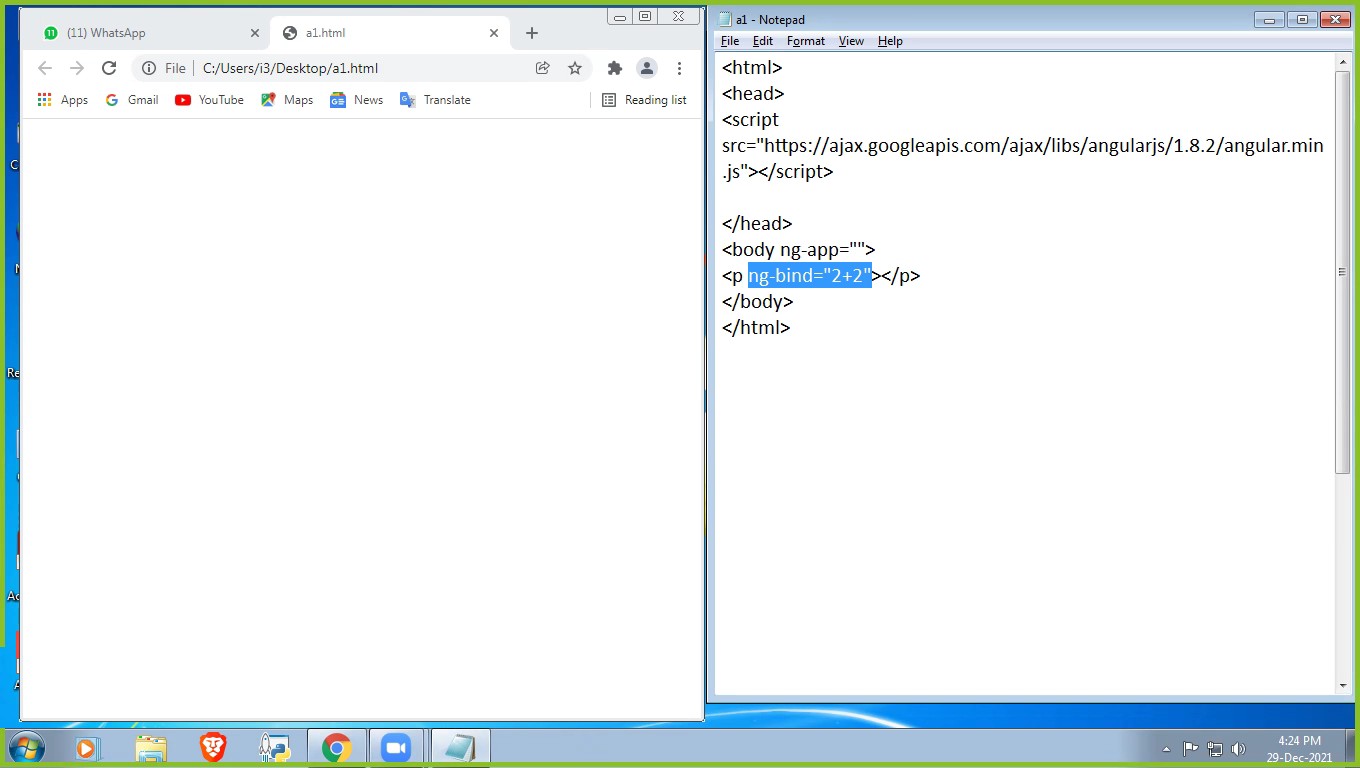 (11) WhatsApp
a1.html
File
C:/Users/i3/Desktop/a1.html
Apps
Gmail
YouTube
Maps
News
Translate
Reading list
a1 - Notepad
File Edit Format View Help
<html>
<head>
<script
src="https://ajax.googleapis.com/ajax/libs/angularjs/1.8.2/angular.min
.js"></script>
</head>
<body ng-app="">
<p ng-bind="2+2"></p>
</body>
</html>
Re
4:24 PM
29-Dec-2021